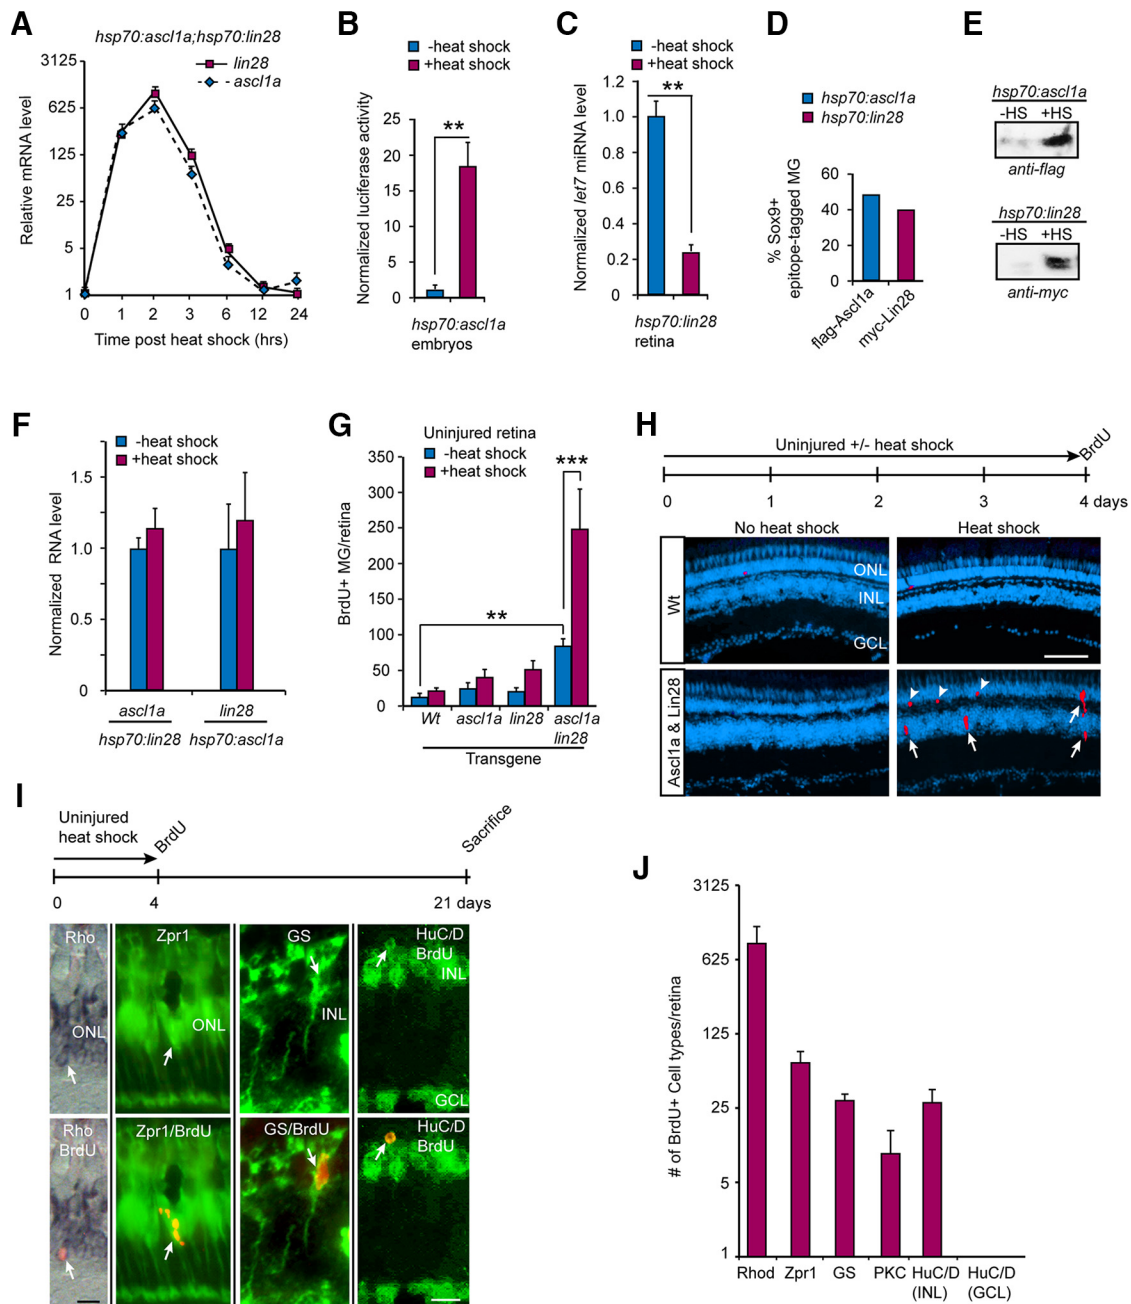 A
hsp70:ascl1a;hsp70:lin28
lin28
ascl1a
3125
625
125
25
5
1
Relative mRNA level
0 1 2 3 6 12 24
Time post heat shock (hrs)
B
-heat shock
+heat shock
Normalized luciferase activity
25
20
15
10
5
0
**
hsp70:ascl1a
embryos
C
-heat shock
+heat shock
Normalized let7 miRNA level
1.2
1.0
0.8
0.6
0.4
0.2
0
**
hsp70:lin28
retina
D
hsp70:ascl1a
hsp70:lin28
% Sox9+
epitope-tagged MG
60
40
20
0
flag-Ascl1a
myc-Lin28
E
hsp70:ascl1a
-HS +HS
anti-flag
hsp70:lin28
-HS +HS
anti-myc
F
-heat shock
+heat shock
Normalized RNA level
1.5
1.0
0.5
0
ascl1a
hsp70:lin28
lin28
hsp70:ascl1a
G
Uninjured retina
-heat shock
+heat shock
BrdU+ MG/retina
350
300
250
200
150
100
50
0
**
***
Wt
ascl1a
lin28
ascl1a
lin28
Transgene
H
Uninjured +/- heat shock
BrdU
0 1 2 3 4 days
No heat shock
Heat shock
Wt
ONL
INL
GCL
Ascl1a & Lin28
I
Uninjured
heat shock
BrdU
Sacrifice
0 4 21 days
Rho
ONL
Zpr1
ONL
GS
INL
HuC/D
BrdU
INL
GCL
Rho
BrdU
Zpr1/BrdU
GS/BrdU
HuC/D
BrdU
J
# of BrdU+ Cell types/retina
3125
625
125
25
5
1
Rhod
Zpr1
GS
PKC
HuC/D
(INL)
HuC/D
(GCL)